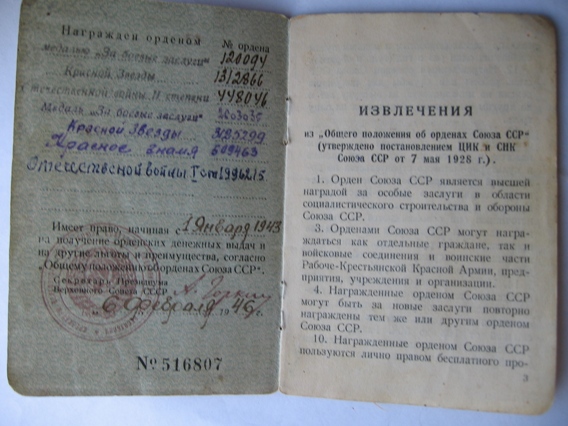 Награжден орденом
№ ордена
медалью „За боевые заслуги"
120094
Красной Звезды
1312866
Отечественной войны II степени
448046
Медаль „За боевые заслуги"
Красной Звезды
Красное знамя
Отечественной войны I ст
Имеет право, начиная с 1 Января 1943
на получение орденских денежных выдач и
на другие льготы и преимущества, согласно
„Общему положению об орденах Союза ССР".
Секретарь Президиума
Верховного Совета СССР
А. Горкин
6 февраля 1946 г.
№ 516807
ИЗВЛЕЧЕНИЯ
из „Общего положения об орденах Союза ССР"
(утверждено постановлением ЦИК и СНК
Союза ССР от 7 мая 1928 г.).
1. Орден Союза ССР является высшей
наградой за особые заслуги в области
социалистического строительства и обороны
Союза ССР.
3. Орденами Союза ССР могут на-
граждаться как отдельные граждане, так и
войсковые соединения и воинские части
Рабоче-Крестьянской Красной Армии, пред-
приятия, учреждения и организации.
4. Награжденные орденом Союза ССР
могут быть за новые заслуги повторно
награждены тем же или другим орденом
Союза ССР.
10. Награжденные орденом Союза ССР
пользуются лично правом бесплатного про-
3